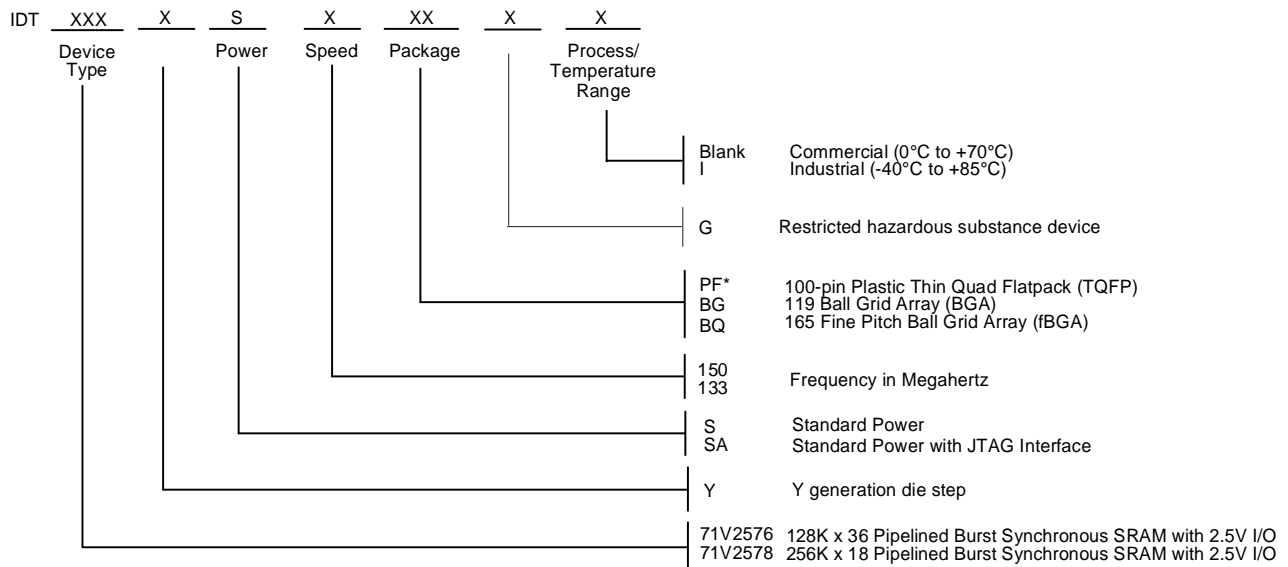 IDT XXX X S X XX X X
Device Type
Power
Speed
Package
Process/
Temperature
Range
Blank Commercial (0°C to +70°C)
I Industrial (-40°C to +85°C)
G Restricted hazardous substance device
PF* 100-pin Plastic Thin Quad Flatpack (TQFP)
BG 119 Ball Grid Array (BGA)
BQ 165 Fine Pitch Ball Grid Array (fBGA)
150
133
Frequency in Megahertz
S Standard Power
SA Standard Power with JTAG Interface
Y Y generation die step
71V2576 128K x 36 Pipelined Burst Synchronous SRAM with 2.5V I/O
71V2578 256K x 18 Pipelined Burst Synchronous SRAM with 2.5V I/O